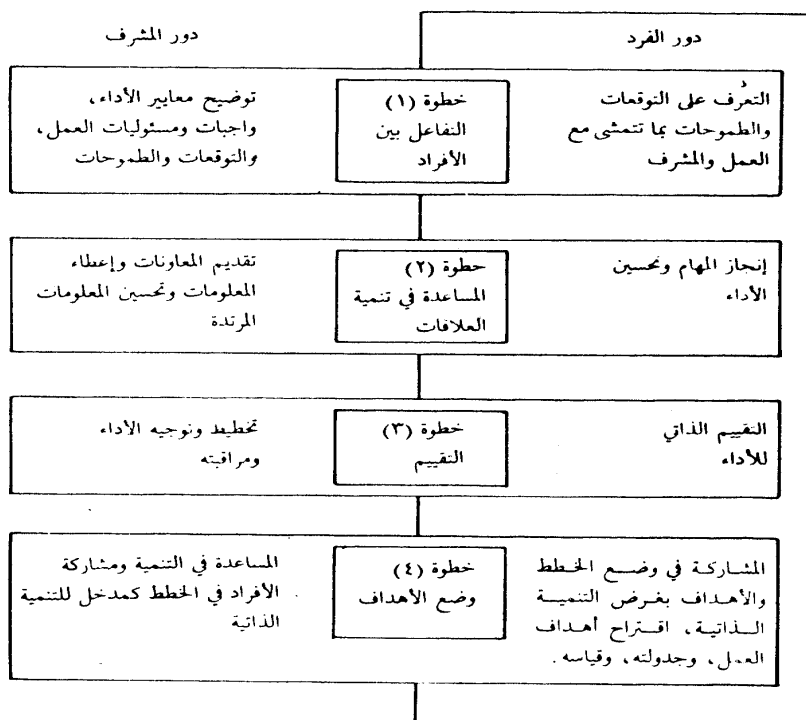 دور الفرد
دور المشرف
التعرف على التوقعات
والطموحات بما تتمشى مع
العمل والمشرف
خطوة (١)
التفاعل بين
الأفراد
توضيح معايير الأداء،
واجبات ومسئوليات العمل،
والتوقعات والطموحات
إنجاز المهام وتحسين
الأداء
خطوة (٢)
المساعدة في تنمية
العلاقات
تقديم المعاونات وإعطاء
المعلومات وتحسين المعلومات
المرتدة
التقييم الذاتي
للأداء
خطوة (٣)
التقييم
تخطيط وتوجيه الأداء
ومراقبته
المشاركة في وضع الخطط
والأهداف بغرض التنمية
الذاتية، اقتراح أهداف
العمل، وجدولته، وقياسه.
خطوة (٤)
وضع الأهداف
المساعدة في التنمية ومشاركة
الأفراد في الخطط كمدخل للتنمية
الذاتية